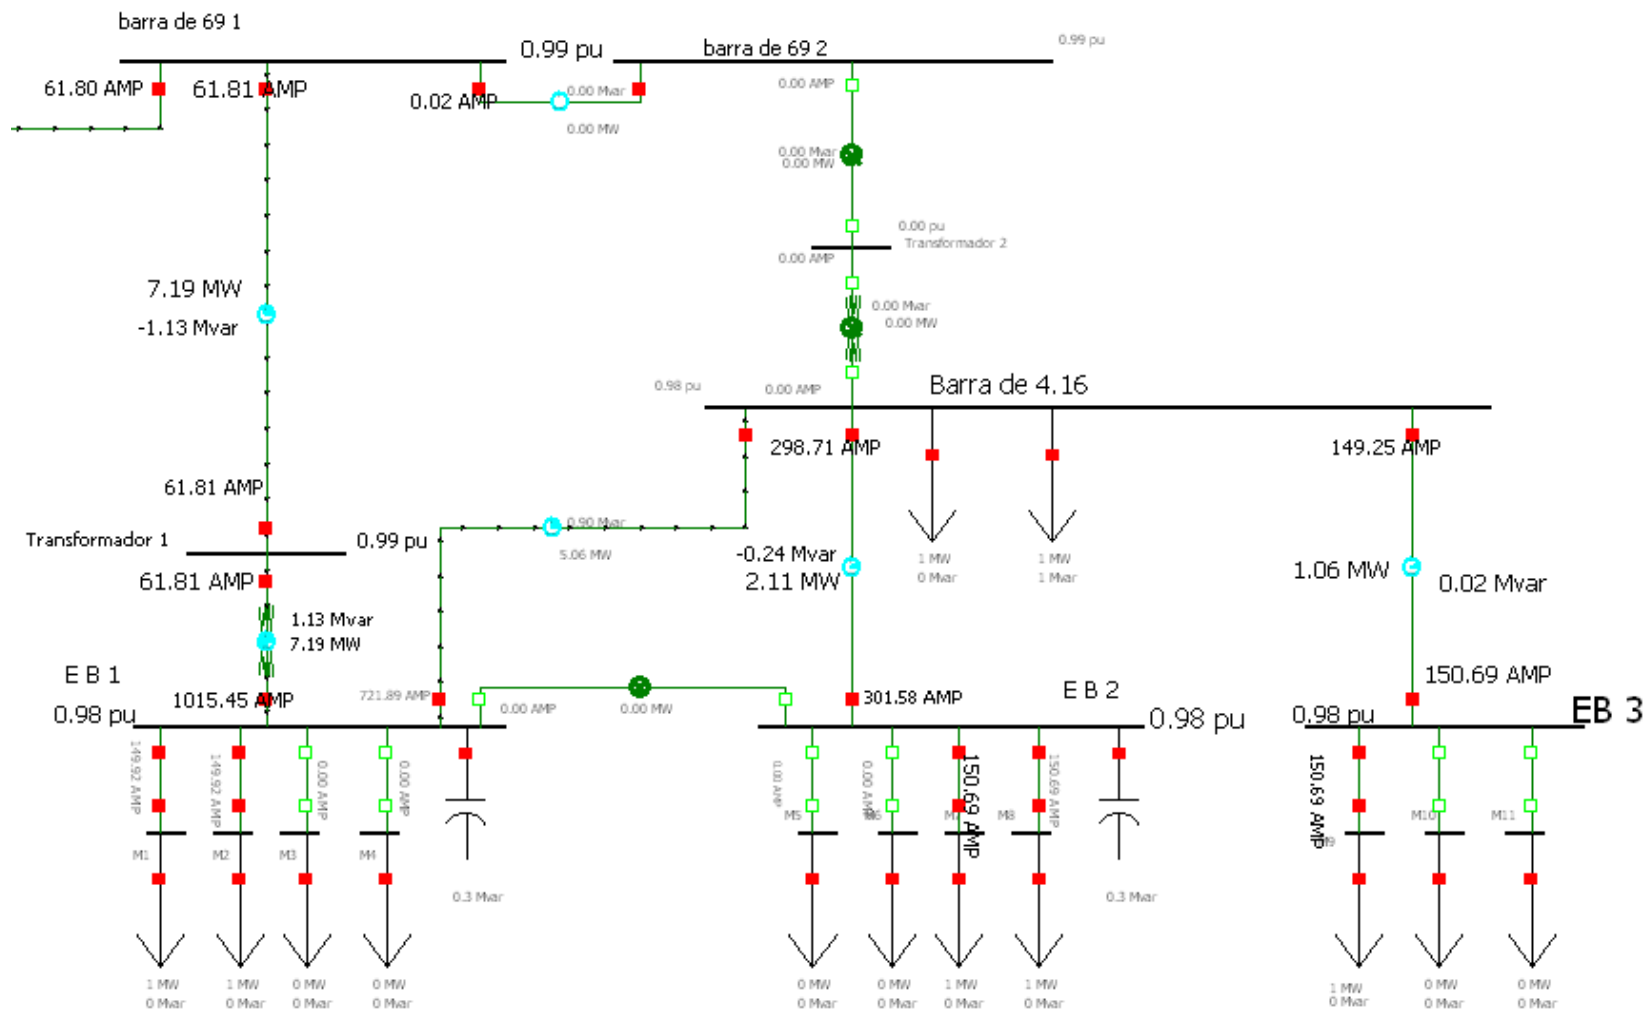 barra de 69 1
0.99 pu
barra de 69 2
0.99 pu
61.80 AMP
61.81 AMP
0.02 AMP
0.00 Mvar
0.00 MW
0.00 AMP
0.00 Mvar
0.00 MW
0.00 pu
Transformador 2
0.00 AMP
7.19 MW
-1.13 Mvar
0.00 Mvar
0.00 MW
0.98 pu
0.00 AMP
Barra de 4.16
298.71 AMP
149.25 AMP
61.81 AMP
Transformador 1
0.99 pu
0.90 Mvar
5.06 MW
-0.24 Mvar
2.11 MW
1 MW
0 Mvar
1 MW
1 Mvar
1.06 MW
0.02 Mvar
61.81 AMP
1.13 Mvar
7.19 MW
E B 1
0.98 pu
1015.45 AMP
721.89 AMP
0.00 AMP
0.00 MW
301.58 AMP
E B 2
0.98 pu
150.69 AMP
0.98 pu
EB 3
149.92 AMP
149.92 AMP
0.00 AMP
0.00 AMP
0.00 AMP
0.00 AMP
150.69 AMP
150.69 AMP
150.69 AMP
M1
M2
M3
M4
M5
M8
M10
M11
0.3 Mvar
0.3 Mvar
1 MW
0 Mvar
1 MW
0 Mvar
0 MW
0 Mvar
0 MW
0 Mvar
0 MW
0 Mvar
0 MW
0 Mvar
1 MW
0 Mvar
1 MW
0 Mvar
1 MW
0 Mvar
0 MW
0 Mvar
0 MW
0 Mvar